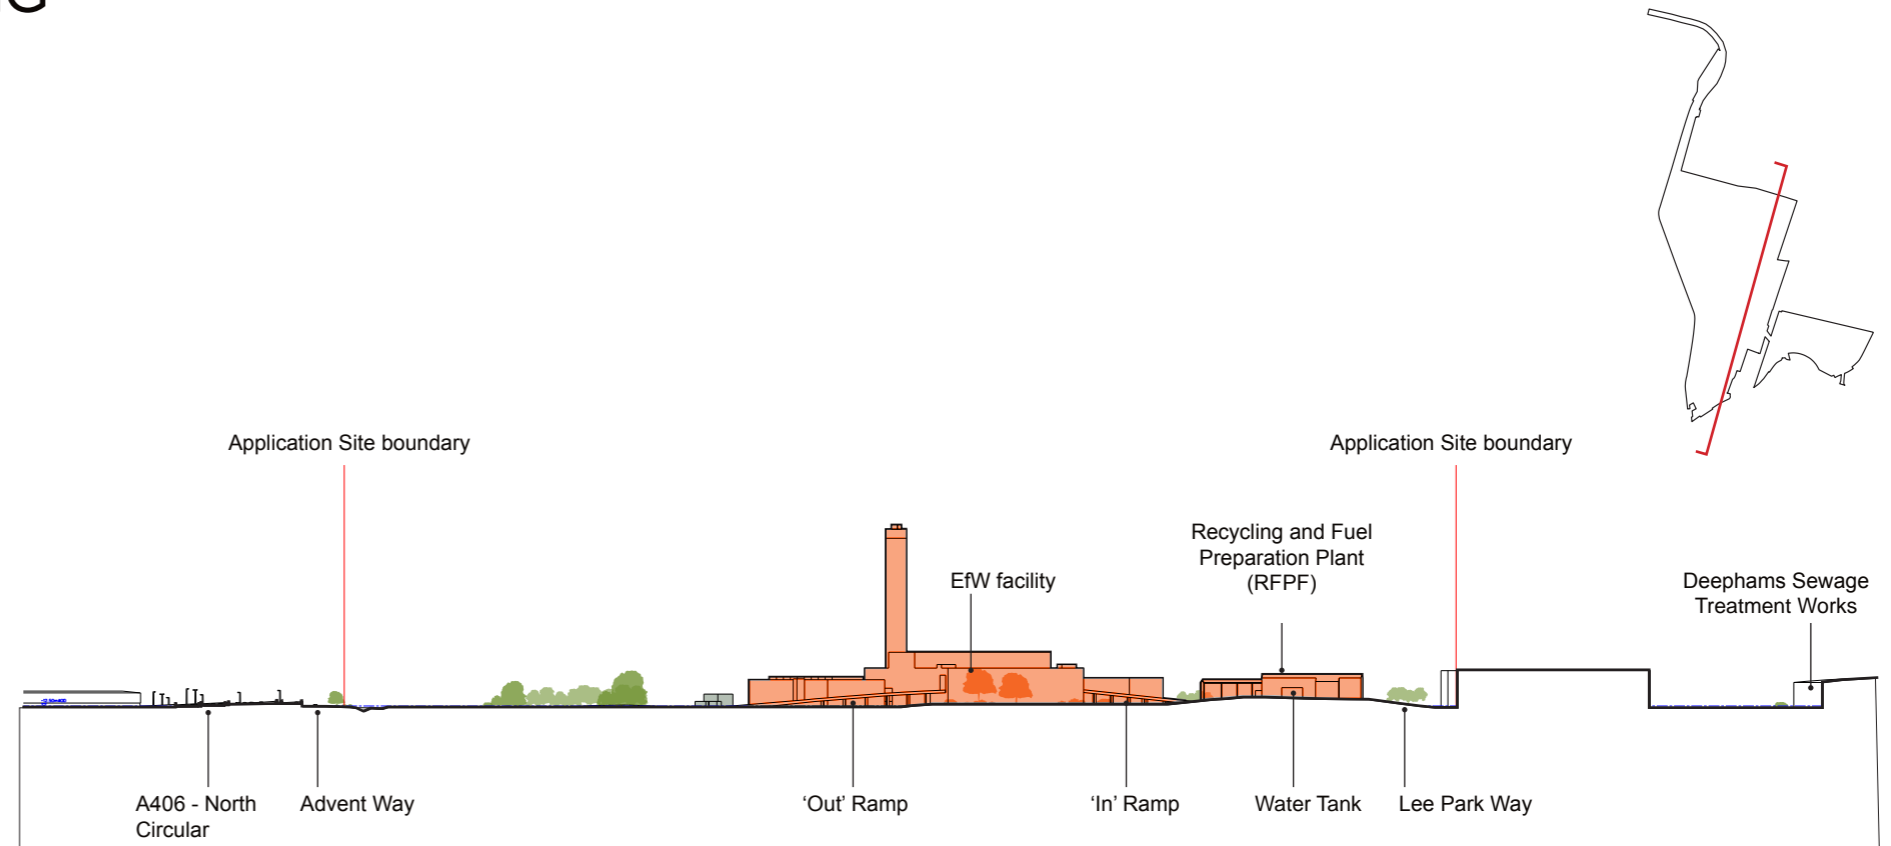 Application Site boundary
Application Site boundary
Recycling and Fuel
Preparation Plant
(RFPF)
EfW facility
Deephams Sewage
Treatment Works
A406 - North
Circular
Advent Way
‘Out’ Ramp
‘In’ Ramp
Water Tank
Lee Park Way